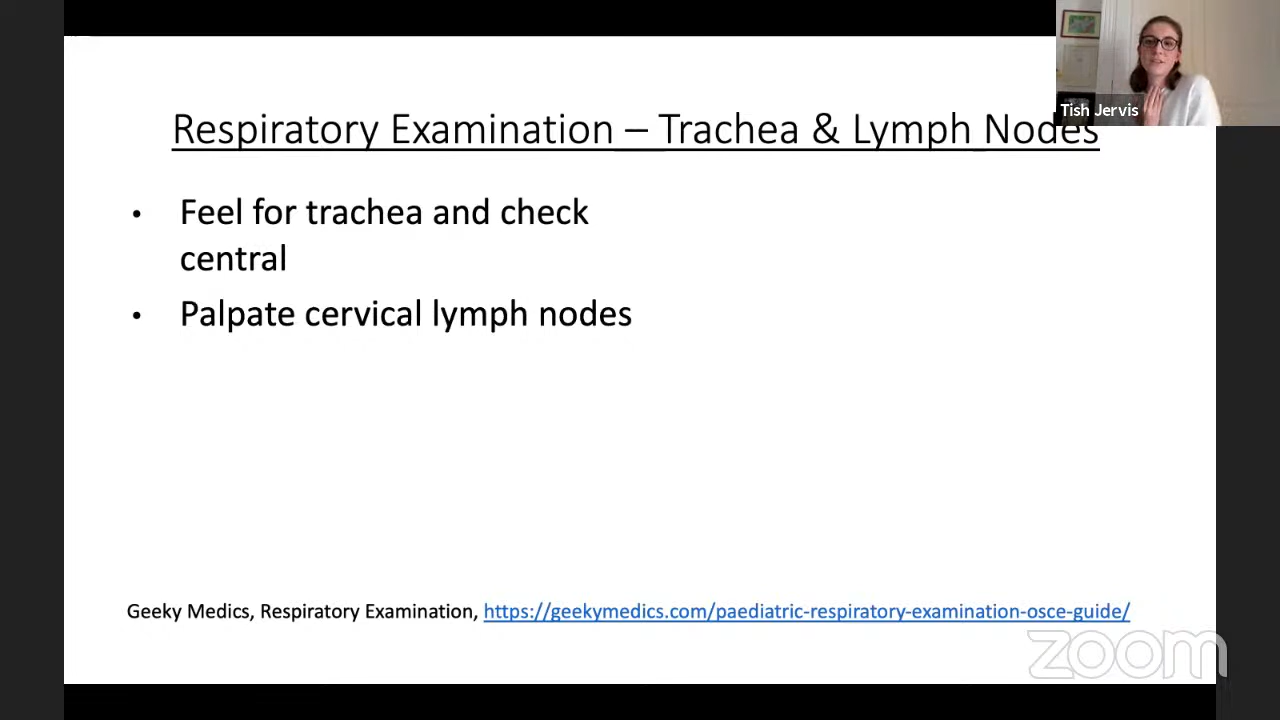 Tish Jervis
Respiratory Examination – Trachea & Lymph Nodes
• Feel for trachea and check
central
• Palpate cervical lymph nodes
Geeky Medics, Respiratory Examination, https://geekymedics.com/paediatric-respiratory-examination-osce-guide/
zoom